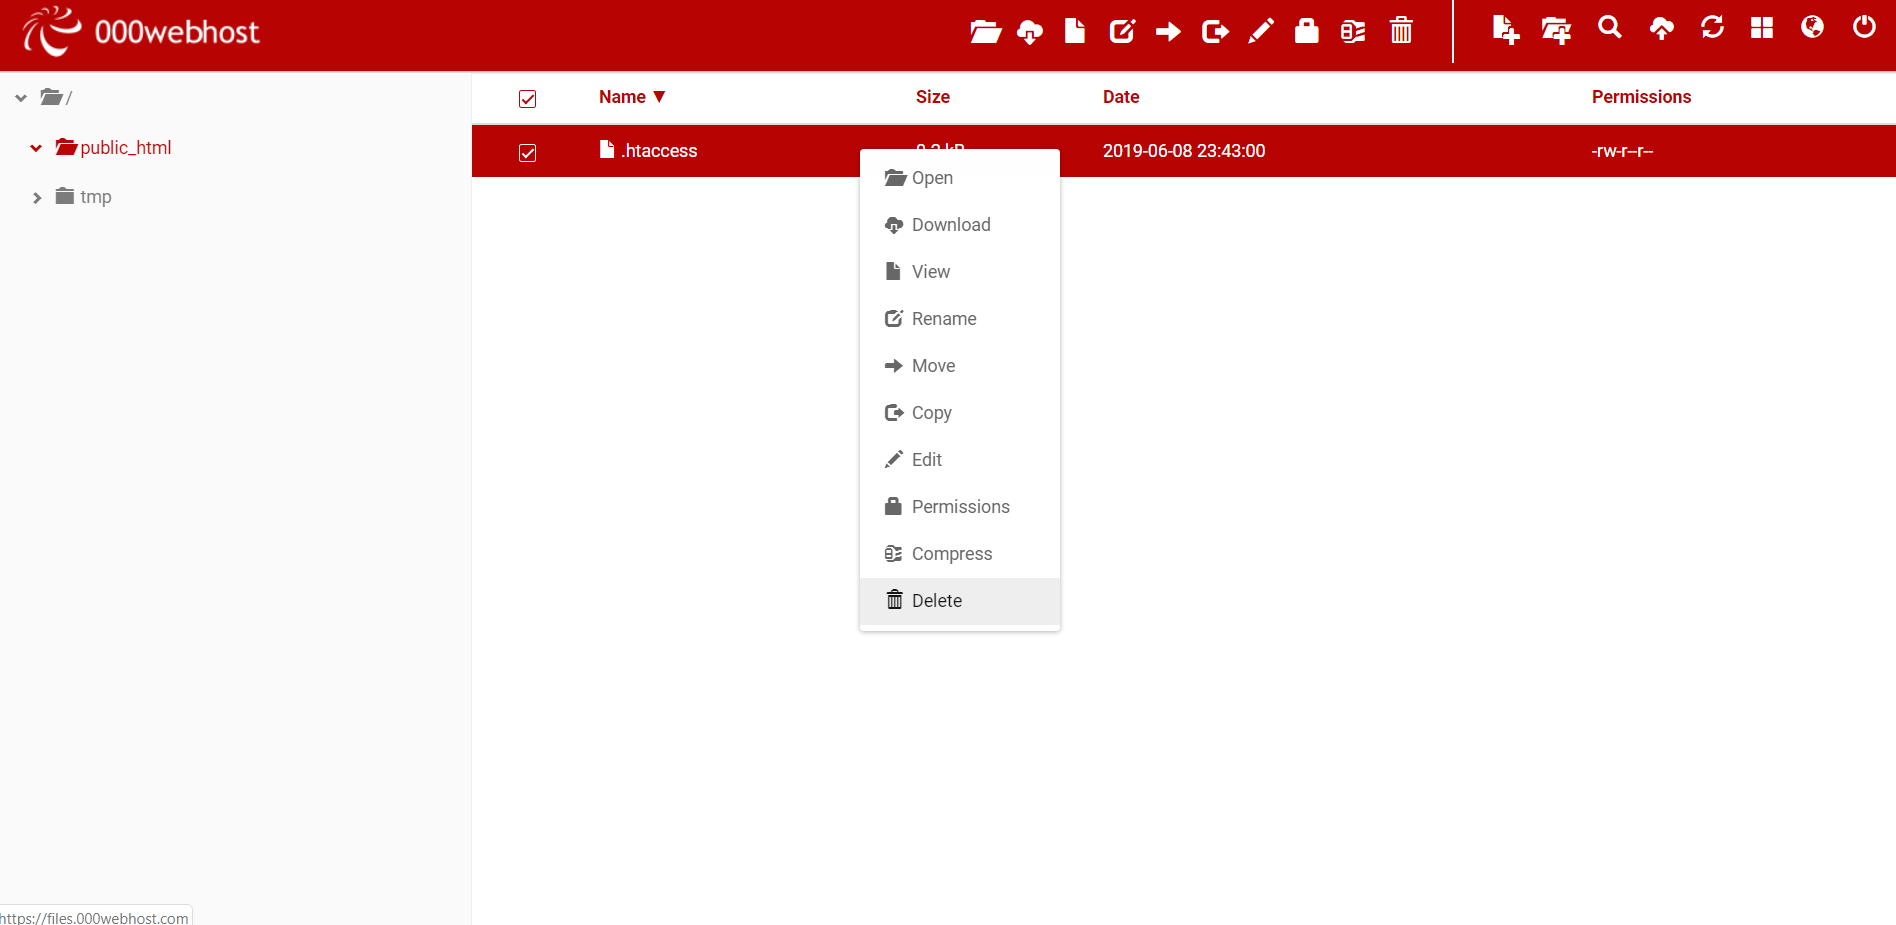 000webhost
/
public_html
tmp
Name ▼ Size Date Permissions
.htaccess 2019-06-08 23:43:00 -rw-r--r--
Open
Download
View
Rename
Move
Copy
Edit
Permissions
Compress
Delete
https://files.000webhost.com